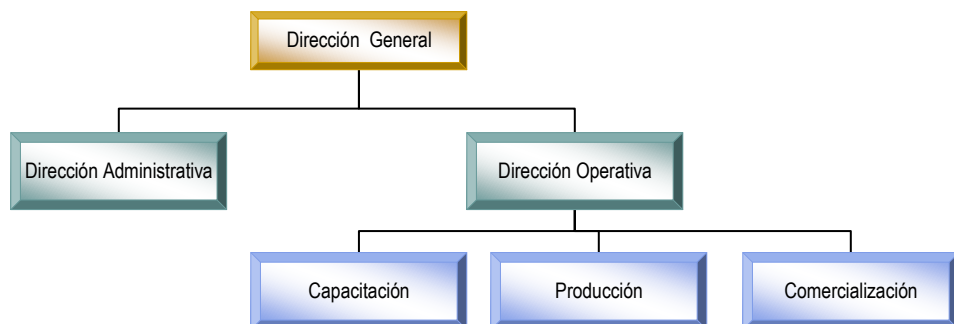 Dirección General
Dirección Administrativa
Dirección Operativa
Capacitación
Producción
Comercialización